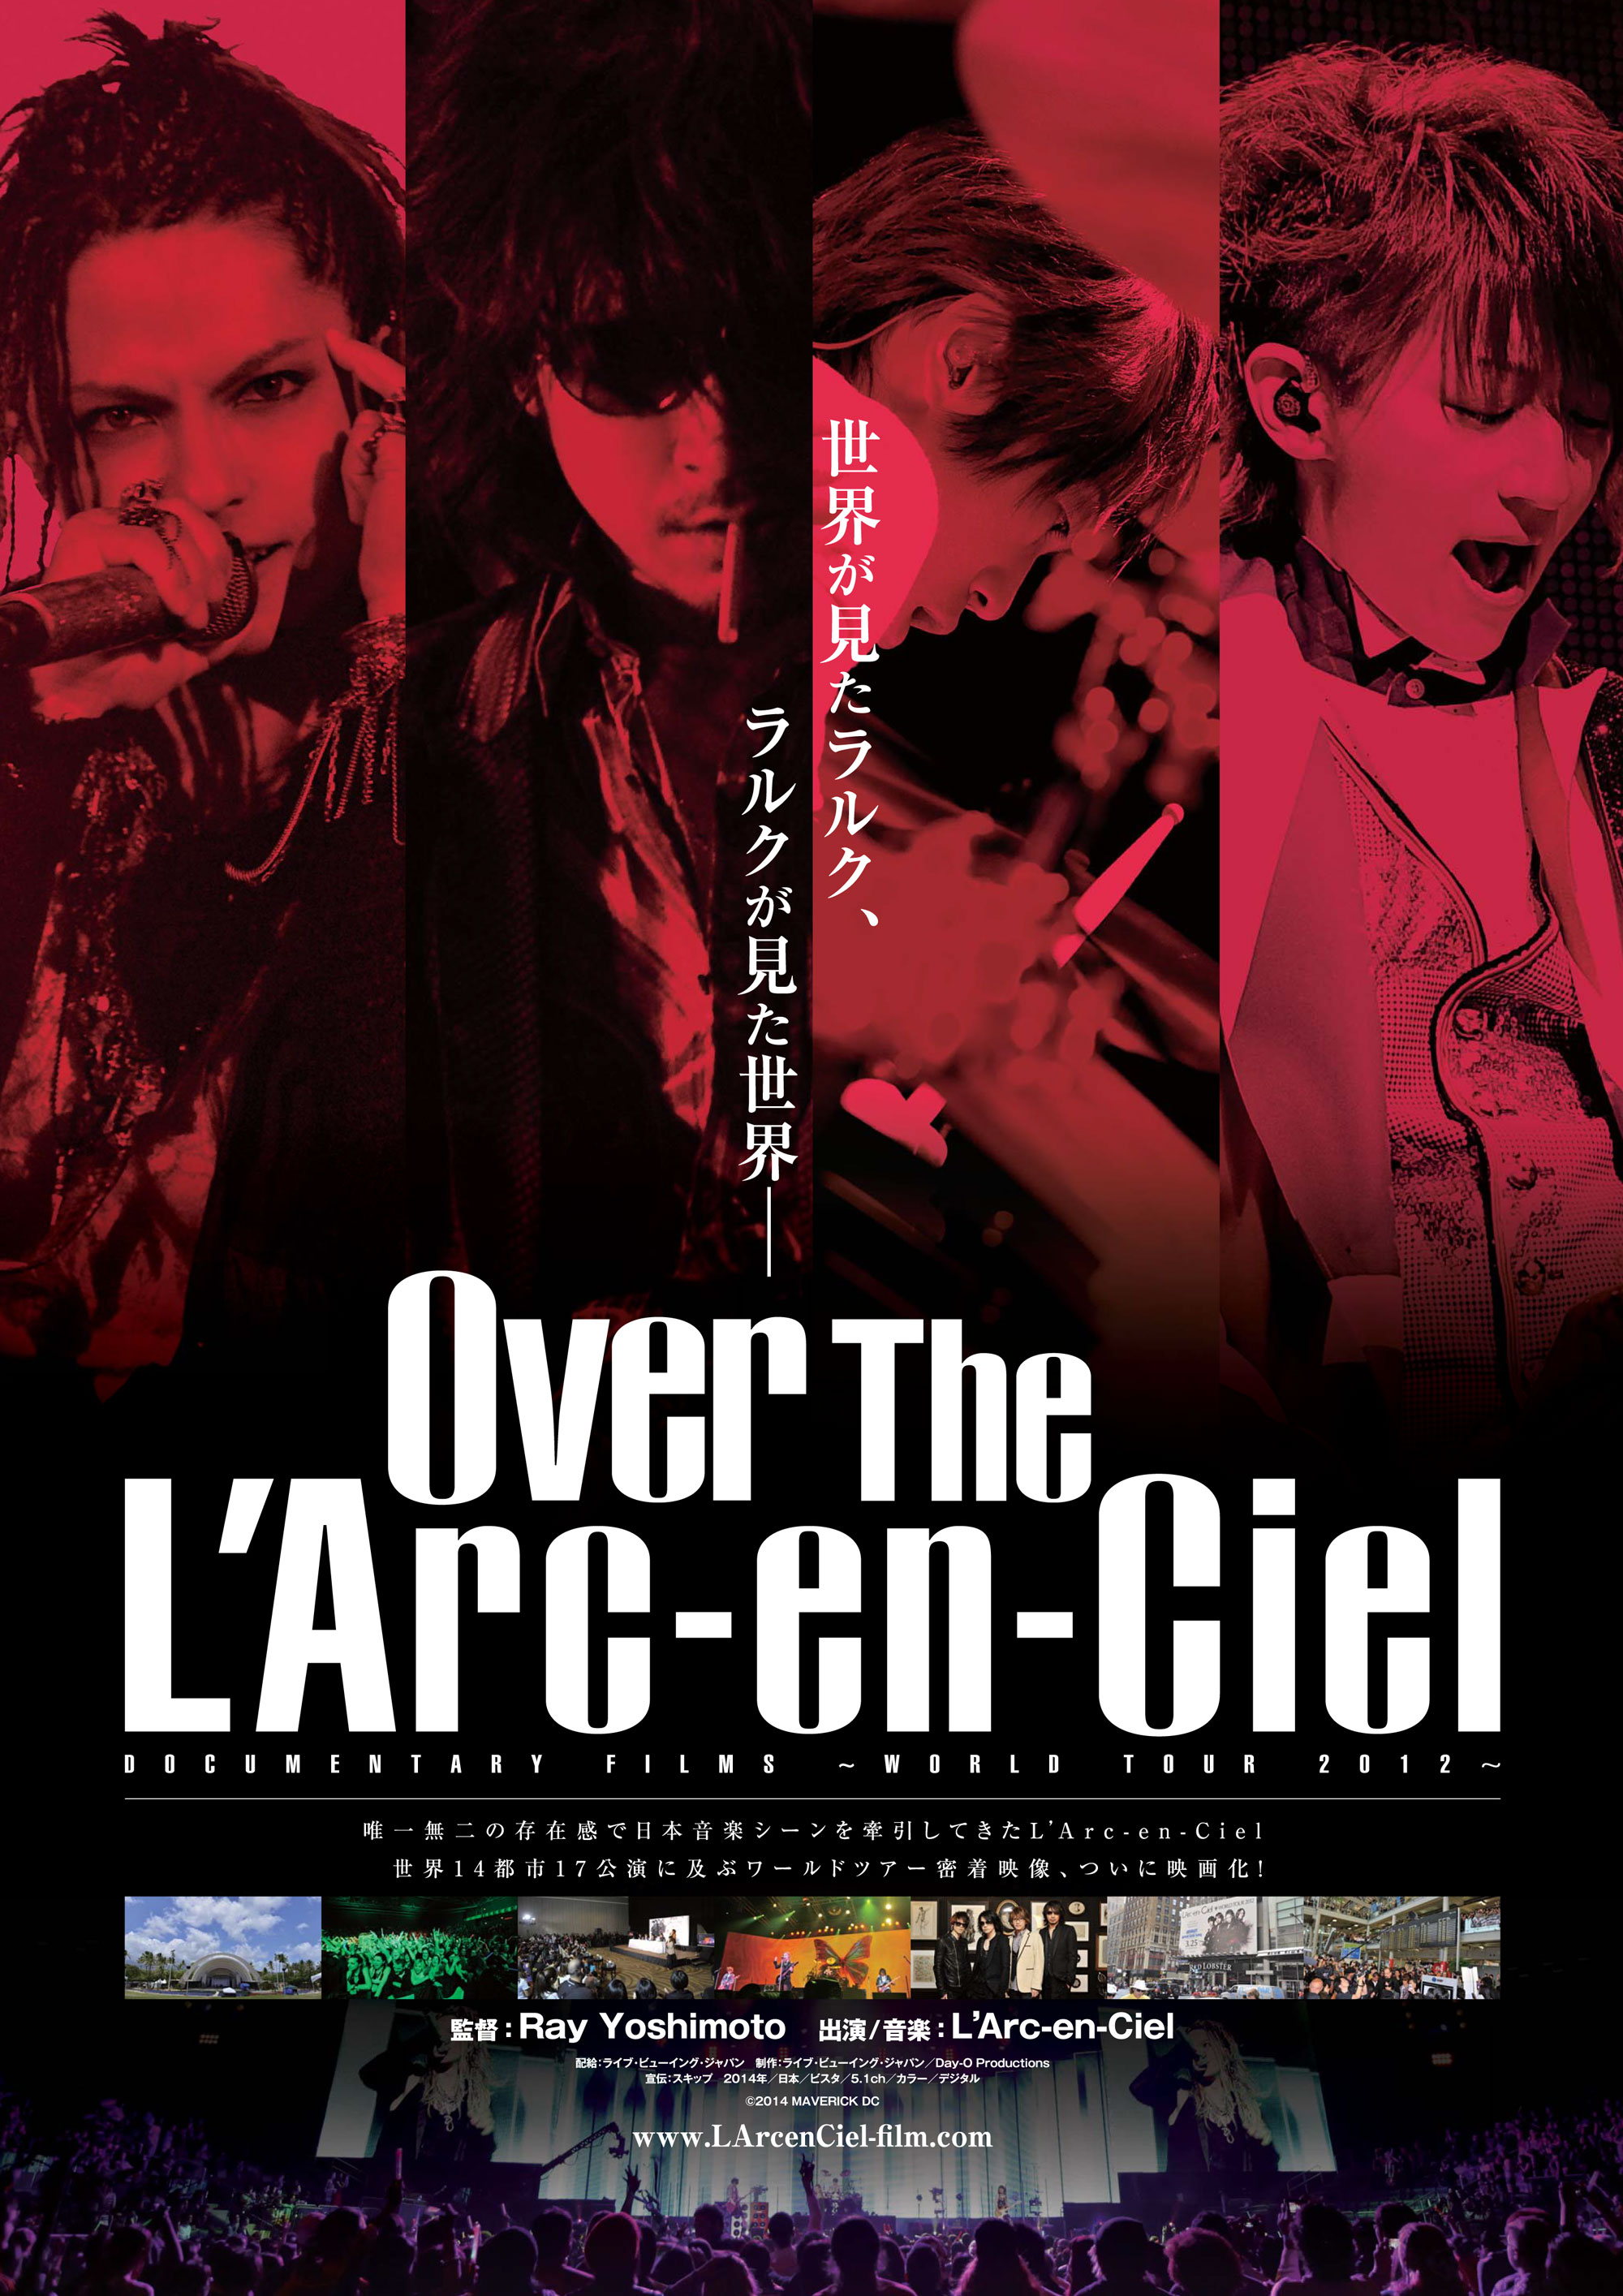 世界が見たラルク、
ラルクが見た世界――
Over The
L'Arc-en-Ciel
DOCUMENTARY FILMS ~WORLD TOUR 2012~
唯一無二の存在感で日本音楽シーンを牽引してきたL'Arc-en-Ciel
世界14都市17公演に及ぶワールドツアー密着映像、ついに映画化!
L'Arc-en-Ciel
3.25
RED LOBSTER
監督:Ray Yoshimoto 出演/音楽:L'Arc-en-Ciel
配給:ライブ・ビューイング・ジャパン 制作:ライブ・ビューイング・ジャパン/Day-O Productions
宣伝:スキップ 2014年/日本/ビスタ/5.1ch/カラー/デジタル
©2014 MAVERICK DC
www.LArcenCiel-film.com